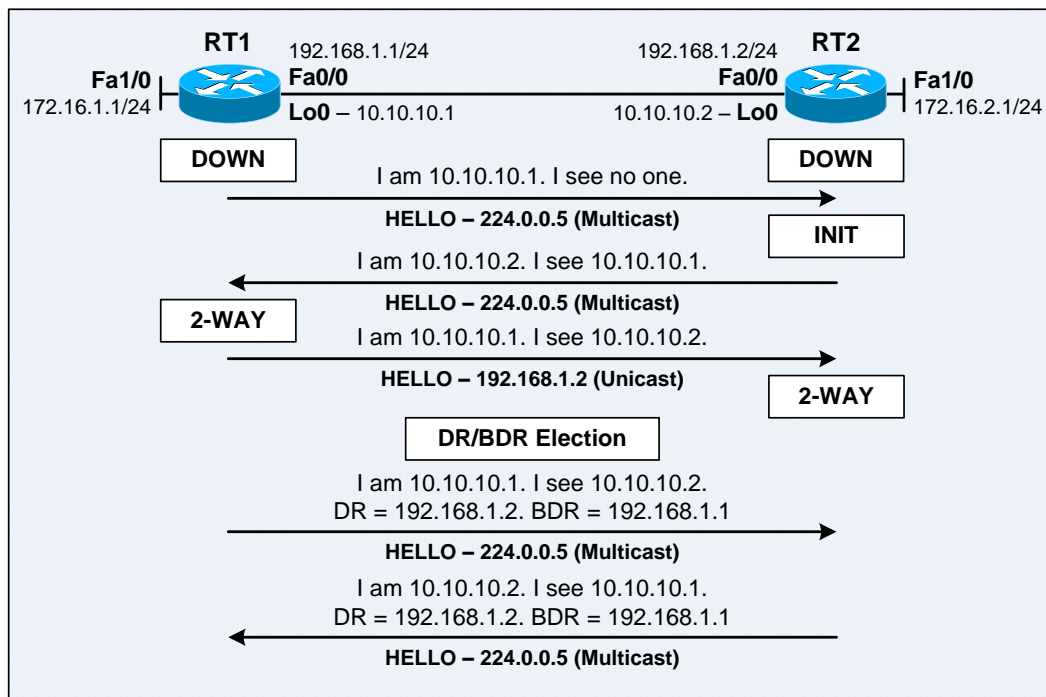 RT1
192.168.1.1/24
192.168.1.2/24
RT2
Fa1/0
Fa0/0
Fa0/0
Fa1/0
172.16.1.1/24
Lo0 – 10.10.10.1
10.10.10.2 – Lo0
172.16.2.1/24
DOWN
DOWN
I am 10.10.10.1. I see no one.
HELLO – 224.0.0.5 (Multicast)
INIT
I am 10.10.10.2. I see 10.10.10.1.
HELLO – 224.0.0.5 (Multicast)
2-WAY
I am 10.10.10.1. I see 10.10.10.2.
HELLO – 192.168.1.2 (Unicast)
2-WAY
DR/BDR Election
I am 10.10.10.1. I see 10.10.10.2.
DR = 192.168.1.2. BDR = 192.168.1.1
HELLO – 224.0.0.5 (Multicast)
I am 10.10.10.2. I see 10.10.10.1.
DR = 192.168.1.2. BDR = 192.168.1.1
HELLO – 224.0.0.5 (Multicast)